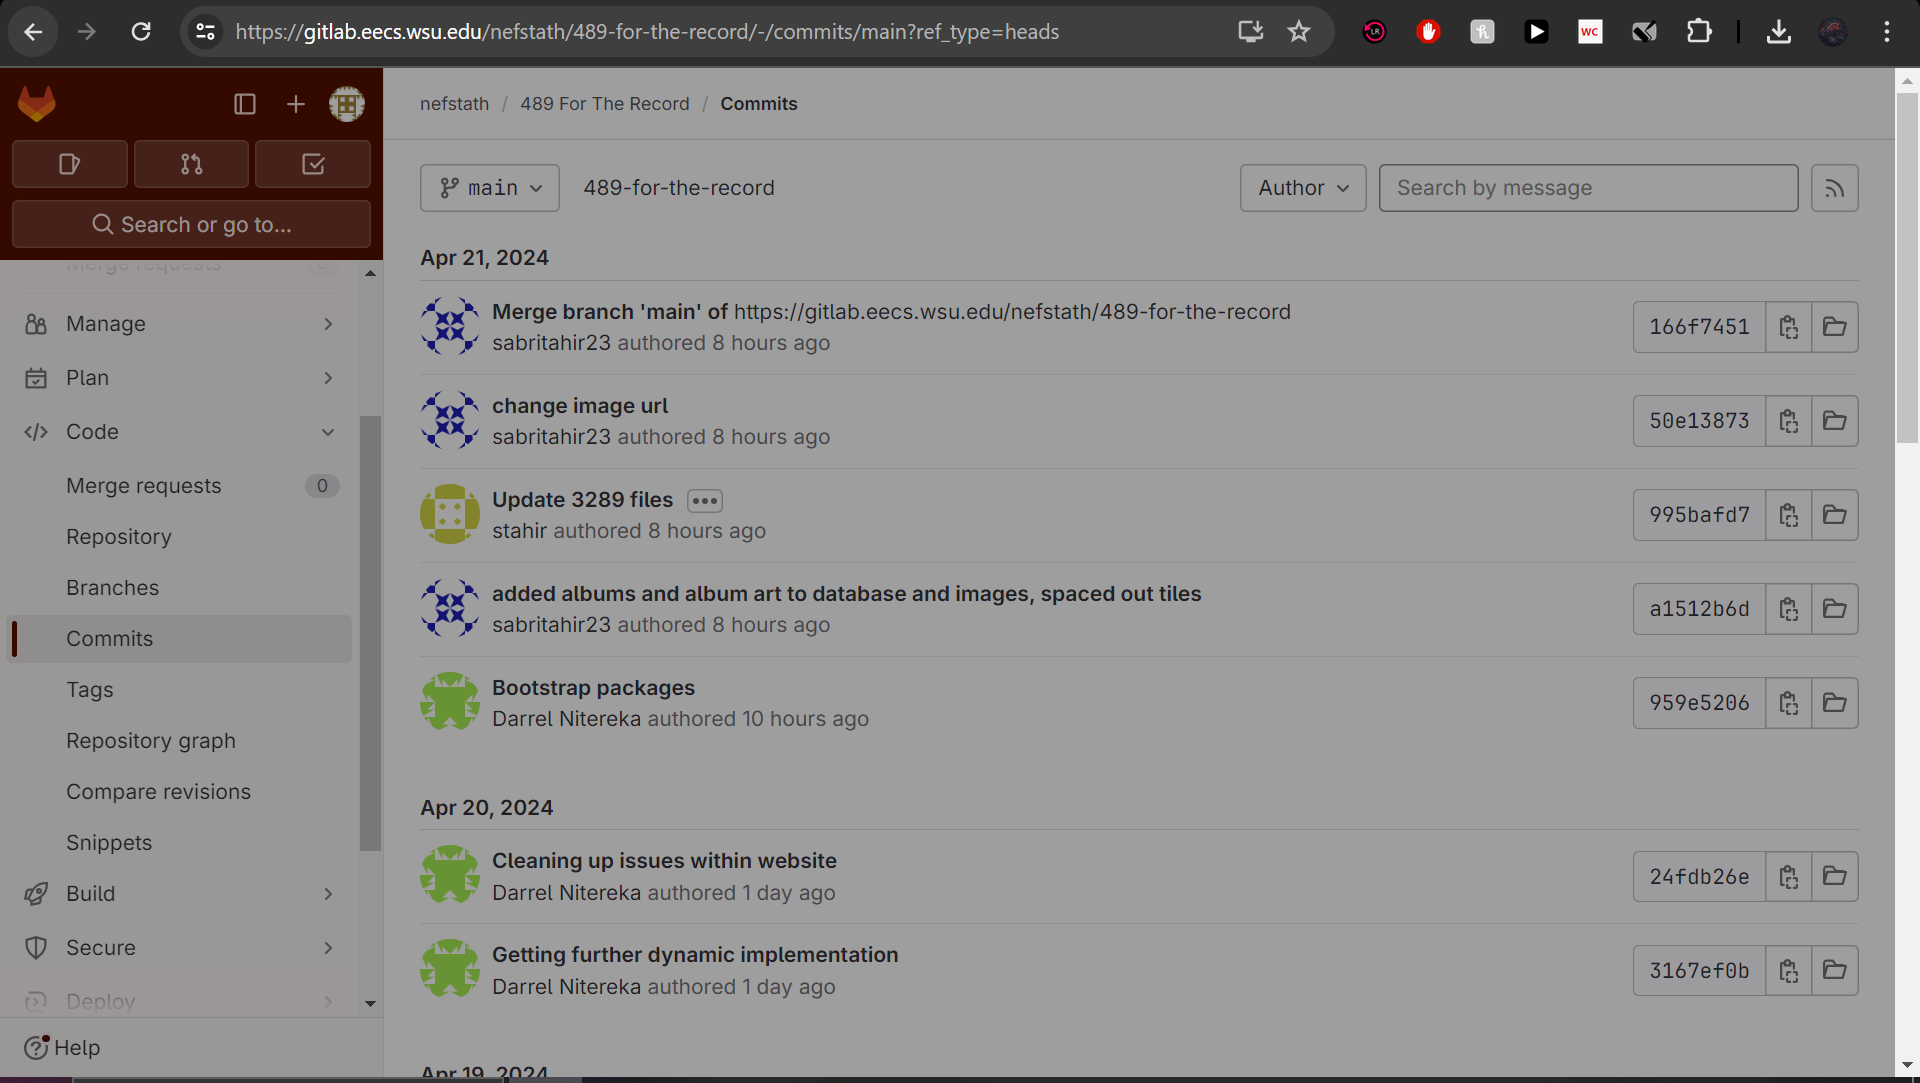 https://gitlab.eecs.wsu.edu/nefstath/489-for-the-record/-/commits/main?ref_type=heads
LR
WC
nefstath / 489 For The Record / Commits
Search or go to...
main
489-for-the-record
Author
Search by message
Merge requests
Manage
Plan
Code
Merge requests 0
Repository
Branches
Commits
Tags
Repository graph
Compare revisions
Snippets
Build
Secure
Deploy
Help
Apr 21, 2024
Merge branch 'main' of https://gitlab.eecs.wsu.edu/nefstath/489-for-the-record
sabritahir23 authored 8 hours ago
166f7451
change image url
sabritahir23 authored 8 hours ago
50e13873
Update 3289 files
stahir authored 8 hours ago
995bafd7
added albums and album art to database and images, spaced out tiles
sabritahir23 authored 8 hours ago
a1512b6d
Bootstrap packages
Darrel Nitereka authored 10 hours ago
959e5206
Apr 20, 2024
Cleaning up issues within website
Darrel Nitereka authored 1 day ago
24fdb26e
Getting further dynamic implementation
Darrel Nitereka authored 1 day ago
3167ef0b
Apr 19, 2024